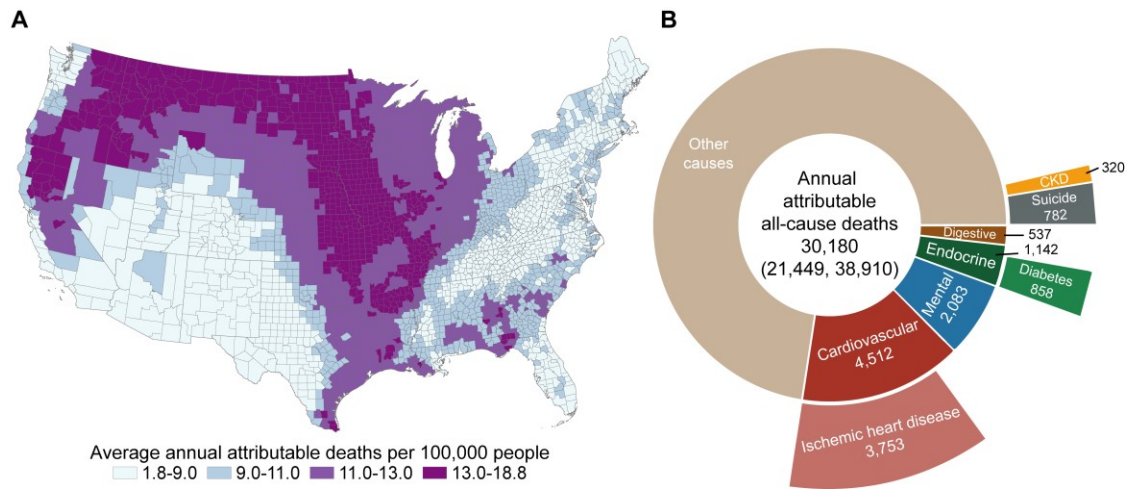 A
Average annual attributable deaths per 100,000 people
1.8-9.0 9.0-11.0 11.0-13.0 13.0-18.8
B
Other
causes
Annual
attributable
all-cause deaths
30,180
(21,449, 38,910)
CKD
320
Suicide
782
Digestive
537
Endocrine
1,142
Diabetes
858
Mental
2,083
Cardiovascular
4,512
Ischemic heart disease
3,753